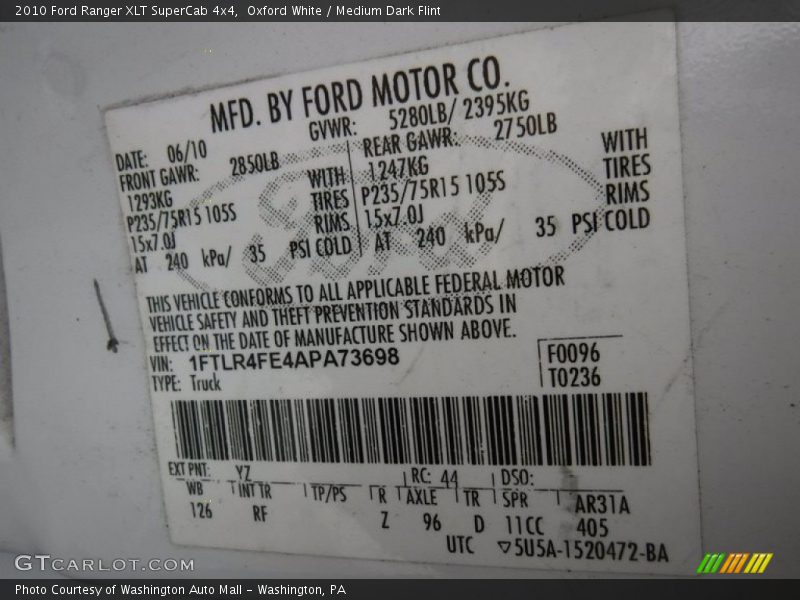 2010 Ford Ranger XLT SuperCab 4x4,  Oxford White / Medium Dark Flint
MFD. BY FORD MOTOR CO.
DATE: 06/10
GVWR: 5280LB/ 2395KG
FRONT GAWR: 2850LB
1293KG
P235/75R15 105S
15x7.0J
WITH
TIRES
RIMS
AT 240 kPa/ 35 PSI COLD
REAR GAWR: 2750LB
1247KG
P235/75R15 105S
15x7.0J
WITH
TIRES
RIMS
AT 240 kPa/ 35 PSI COLD
Ford
THIS VEHICLE CONFORMS TO ALL APPLICABLE FEDERAL MOTOR
VEHICLE SAFETY AND THEFT PREVENTION STANDARDS IN
EFFECT ON THE DATE OF MANUFACTURE SHOWN ABOVE.
VIN: 1FTLR4FE4APA73698
TYPE: Truck
F0096
T0236
EXT PNT: YZ RC: 44 DSO:
WB INT TR TP/PS R AXLE TR SPR AR31A
126 RF Z 96 D 11CC 405
UTC ▽5U5A-1520472-BA
GTCARLOT.COM
Photo Courtesy of Washington Auto Mall – Washington, PA